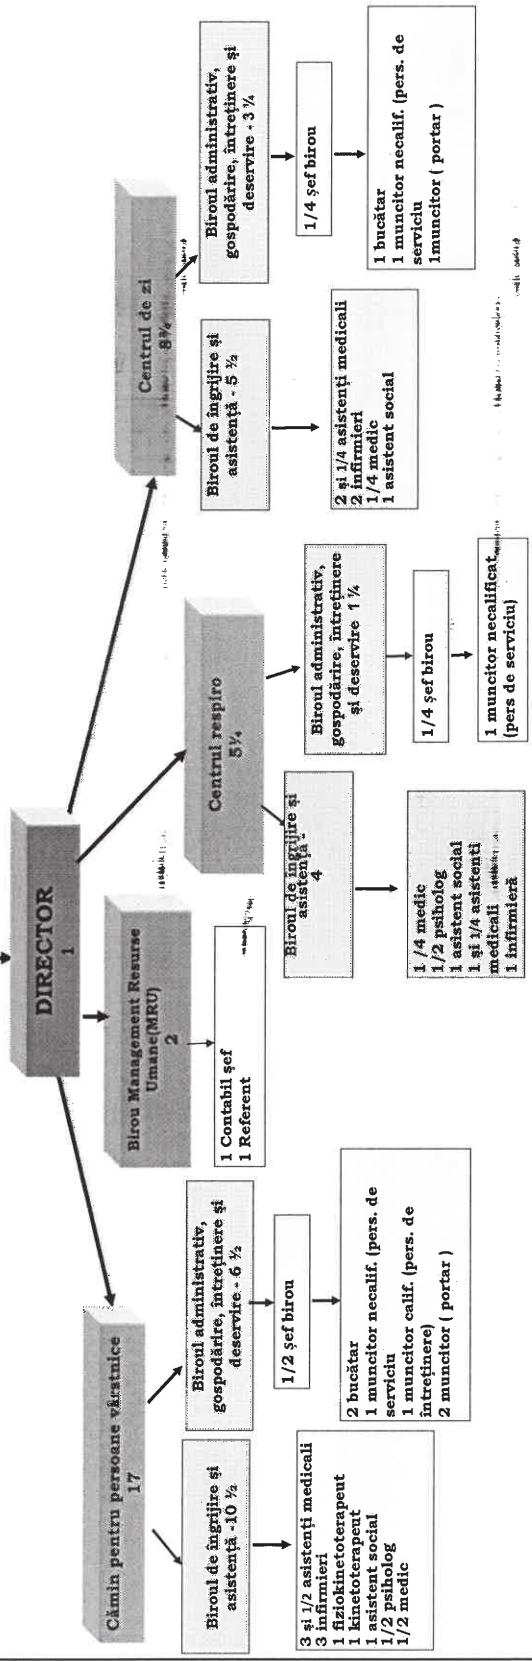 DIRECTOR
1
Cămin pentru persoane vârstnice
17
Biroul de îngrijire și
asistență -10 ½
3 și 1/2 asistenți medicali
3 infirmieri
1 fiziokinetoterapeut
1 kinetoterapeut
1 asistent social
1/2 psiholog
1/2 medic
Biroul administrativ,
gospodărire, întreținere și
deservire - 6 ½
1/2 șef birou
2 bucătar
1 muncitor necalif. (pers. de
serviciu
1 muncitor calif. (pers. de
întreținere)
2 muncitor ( portar )
Birou Management Resurse
Umane(MRU)
2
1 Contabil șef
1 Referent
Centrul respiro
5¼
Biroul de îngrijire și
asistență -
4
1 /4 medic
1/2 psiholog
1 asistent social
1 și 1/4 asistenți
medicali
1 infirmieră
Biroul administrativ,
gospodărire, întreținere
și deservire 1 ¼
1/4 șef birou
1 muncitor necalificat
(pers de serviciu)
Centrul de zi
8¾
Biroul de îngrijire și
asistență - 5 ½
2 și 1/4 asistenți medicali
2 infirmieri
1/4 medic
1 asistent social
Biroul administrativ,
gospodărire, întreținere și
deservire - 3 ¼
1/4 șef birou
1 bucătar
1 muncitor necalif. (pers. de
serviciu
1muncitor ( portar )